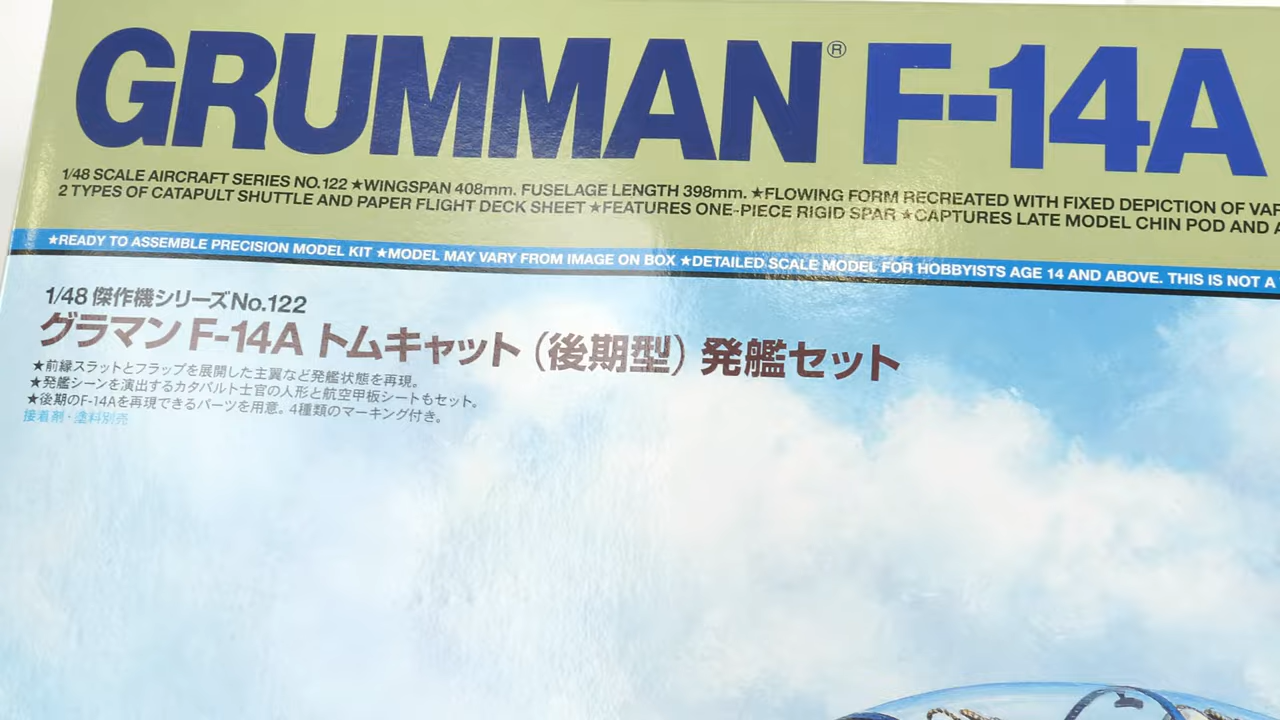 GRUMMAN® F-14A
1/48 SCALE AIRCRAFT SERIES NO.122 ★WINGSPAN 408mm. FUSELAGE LENGTH 398mm. ★FLOWING FORM RECREATED WITH FIXED DEPICTION OF
2 TYPES OF CATAPULT SHUTTLE AND PAPER FLIGHT DECK SHEET ★FEATURES ONE-PIECE RIGID SPAR ★CAPTURES LATE MODEL CHIN POD AND
★READY TO ASSEMBLE PRECISION MODEL KIT ★MODEL MAY VARY FROM IMAGE ON BOX ★DETAILED SCALE MODEL FOR HOBBYISTS AGE 14 AND ABOVE. THIS IS NOT A
1/48 傑作機シリーズNo.122
グラマン F-14A トムキャット（後期型）発艦セット
★前縁スラットとフラップを展開した主翼など発艦状態を再現。
★発艦シーンを演出するカタパルト士官の人形と航空甲板シートもセット。
★後期のF-14Aを再現できるパーツを用意。4種類のマーキング付き。
接着剤・塗料別売